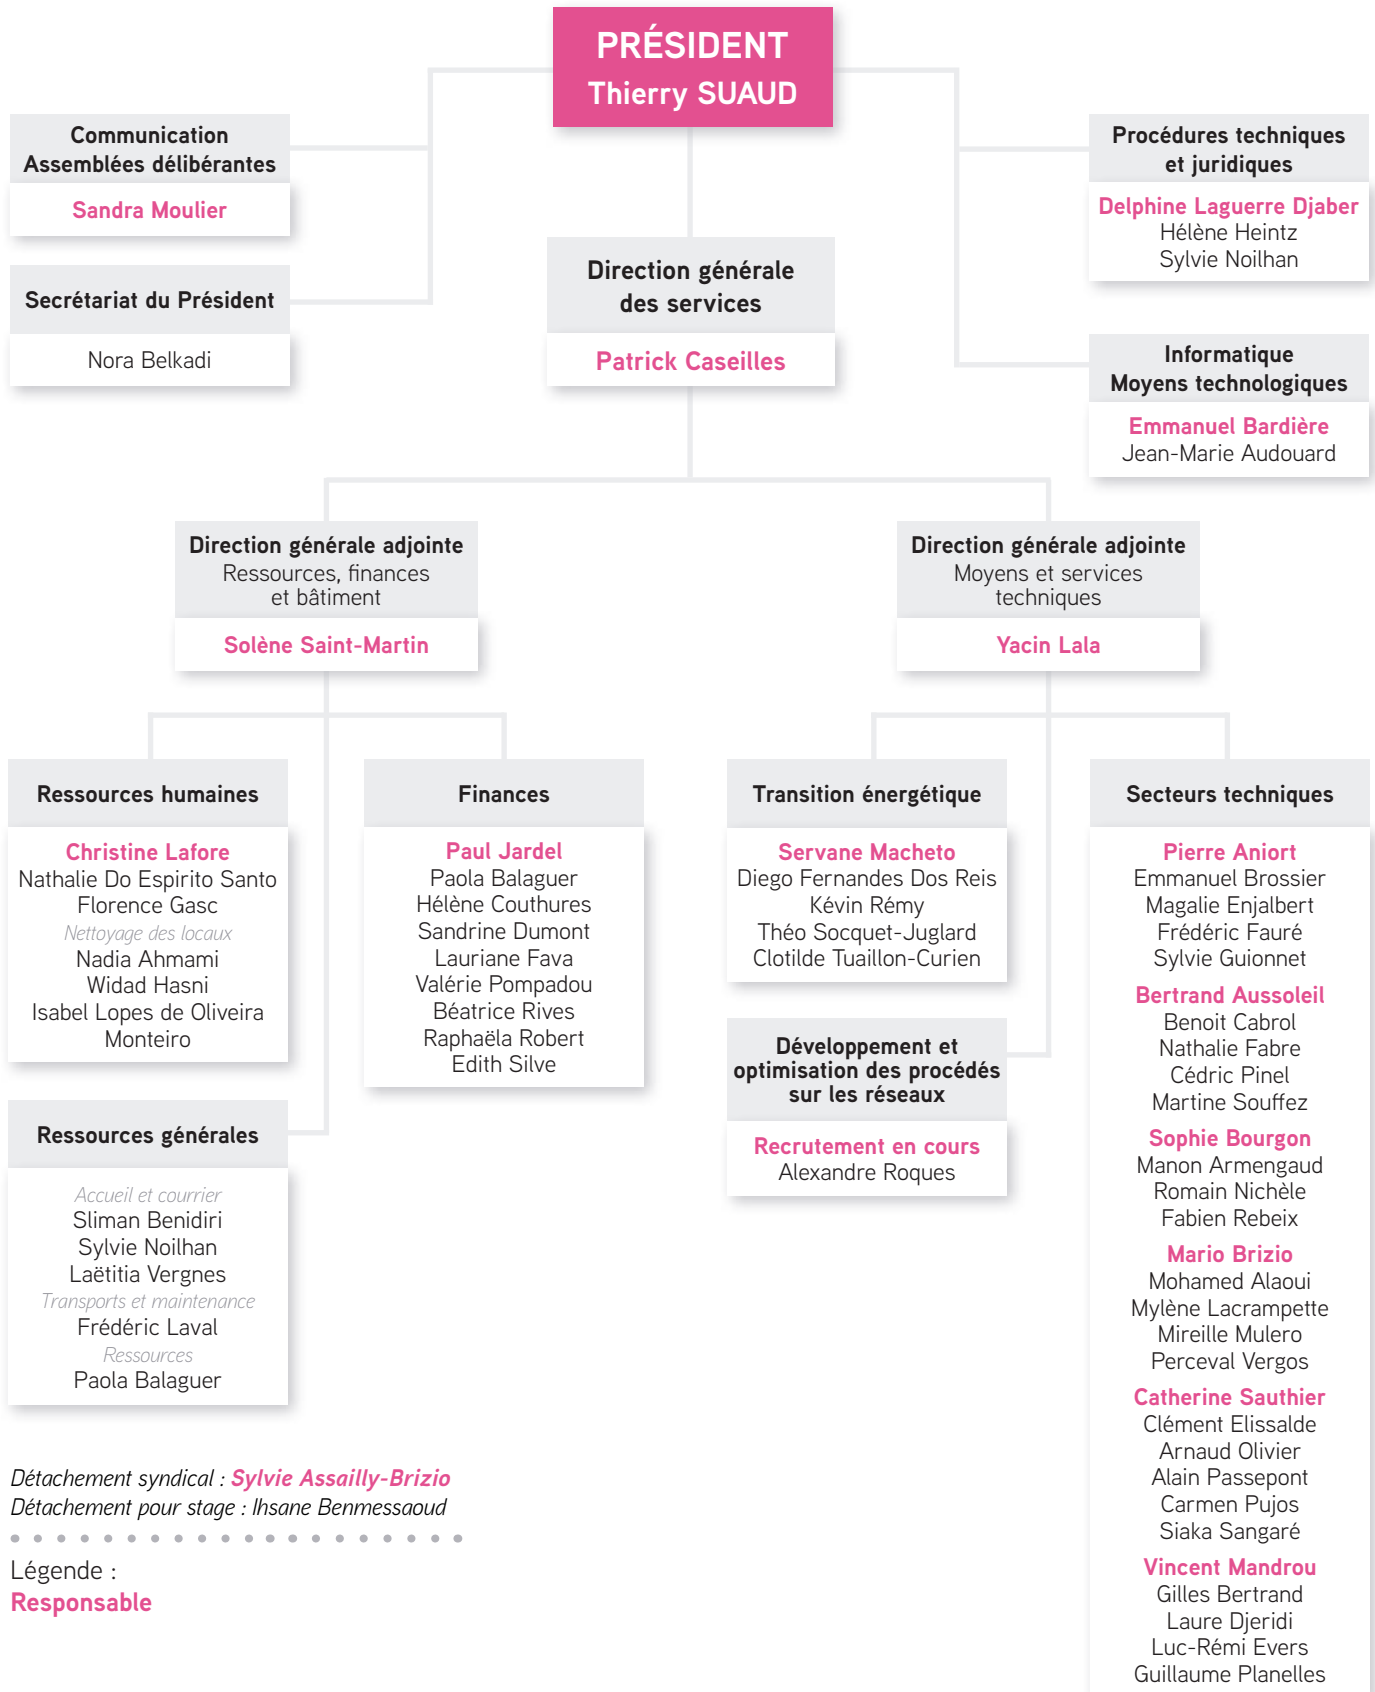 PRÉSIDENT
Thierry SUAUD
Communication
Assemblées délibérantes
Sandra Moulier
Secrétariat du Président
Nora Belkadi
Direction générale
des services
Patrick Caseilles
Procédures techniques
et juridiques
Delphine Laguerre Djaber
Hélène Heintz
Sylvie Noilhan
Informatique
Moyens technologiques
Emmanuel Bardière
Jean-Marie Audouard
Direction générale adjointe
Ressources, finances
et bâtiment
Solène Saint-Martin
Direction générale adjointe
Moyens et services
techniques
Yacin Lala
Ressources humaines
Christine Lafore
Nathalie Do Espirito Santo
Florence Gasc
Nettoyage des locaux
Nadia Ahmami
Widad Hasni
Isabel Lopes de Oliveira
Monteiro
Finances
Paul Jardel
Paola Balaguer
Hélène Couthures
Sandrine Dumont
Lauriane Fava
Valérie Pompadou
Béatrice Rives
Raphaëla Robert
Edith Silve
Ressources générales
Accueil et courrier
Sliman Benidiri
Sylvie Noilhan
Laëtitia Vergnes
Transports et maintenance
Frédéric Laval
Ressources
Paola Balaguer
Transition énergétique
Servane Macheto
Diego Fernandes Dos Reis
Kévin Rémy
Théo Socquet-Juglard
Clotilde Tuaillon-Curien
Développement et
optimisation des procédés
sur les réseaux
Recrutement en cours
Alexandre Roques
Secteurs techniques
Pierre Aniort
Emmanuel Brossier
Magalie Enjalbert
Frédéric Fauré
Sylvie Guionnet
Bertrand Aussoleil
Benoit Cabrol
Nathalie Fabre
Cédric Pinel
Martine Souffez
Sophie Bourgon
Manon Armengaud
Romain Nichèle
Fabien Rebeix
Mario Brizio
Mohamed Alaoui
Mylène Lacrampette
Mireille Mulero
Perceval Vergos
Catherine Sauthier
Clément Elissalde
Arnaud Olivier
Alain Passepont
Carmen Pujos
Siaka Sangaré
Vincent Mandrou
Gilles Bertrand
Laure Djeridi
Luc-Rémi Evers
Guillaume Planelles
Détachement syndical : Sylvie Assailly-Brizio
Détachement pour stage : Ihsane Benmessaoud
Légende :
Responsable